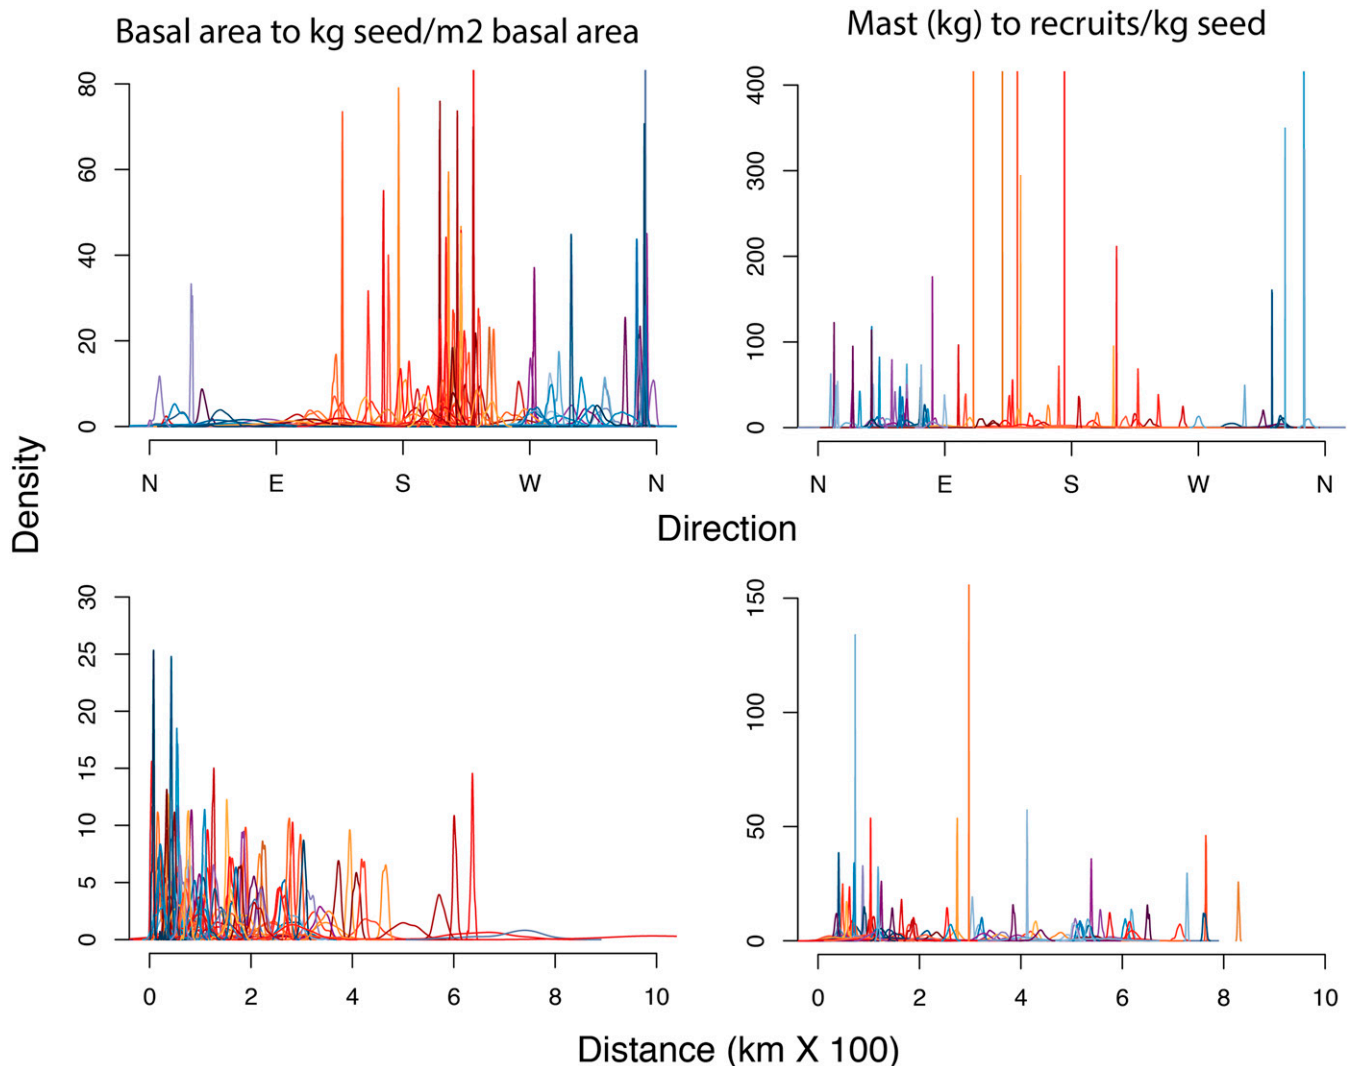 Basal area to kg seed/m2 basal area
Mast (kg) to recruits/kg seed
80
60
40
20
0
N E S W N
400
300
200
100
0
N E S W N
Density
Direction
30
25
20
15
10
5
0
0 2 4 6 8 10
150
100
50
0
0 2 4 6 8 10
Distance (km X 100)